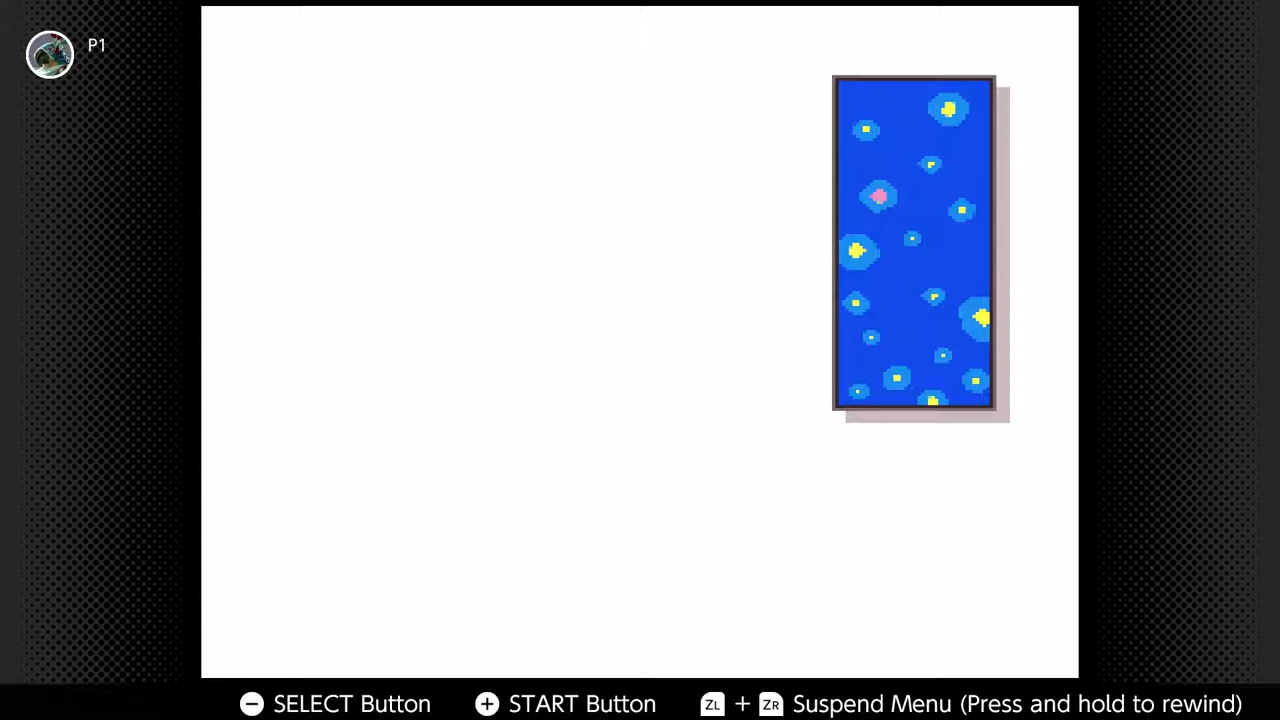 P1
SELECT Button START Button ZL + ZR Suspend Menu (Press and hold to rewind)